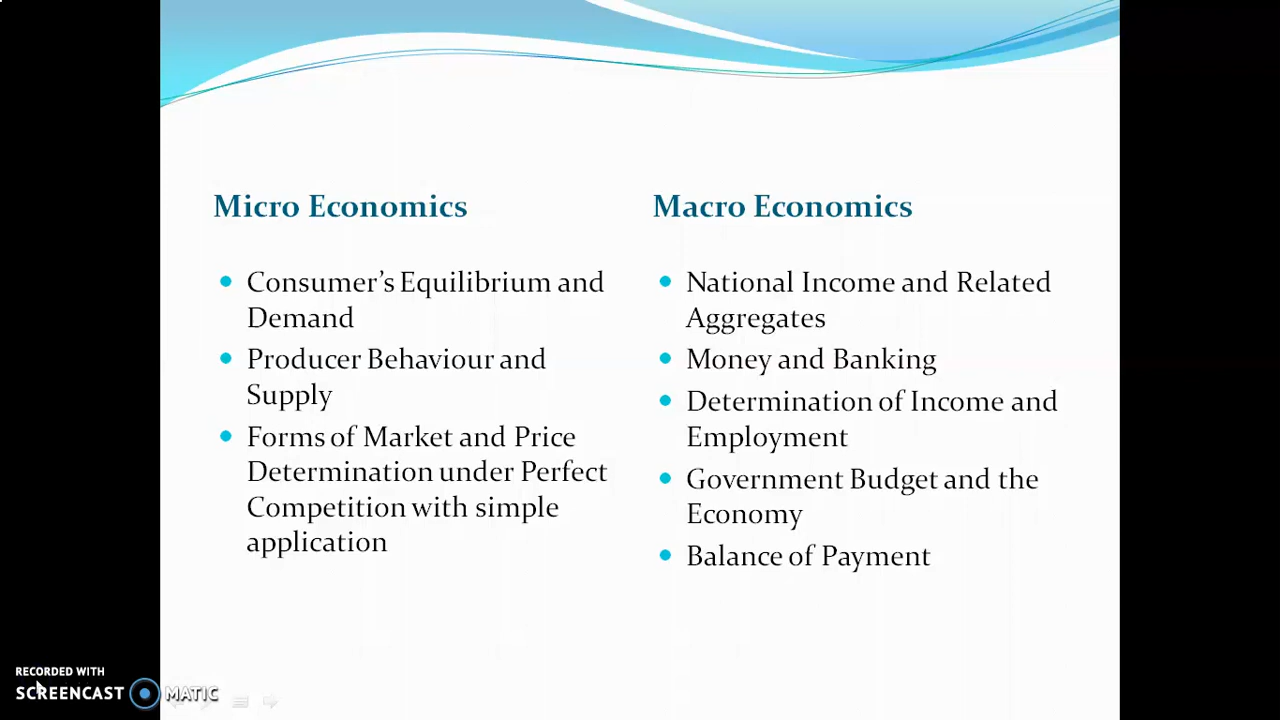 Micro Economics
Consumer’s Equilibrium and
Demand
Producer Behaviour and
Supply
Forms of Market and Price
Determination under Perfect
Competition with simple
application
Macro Economics
National Income and Related
Aggregates
Money and Banking
Determination of Income and
Employment
Government Budget and the
Economy
Balance of Payment
RECORDED WITH
SCREENCAST MATIC